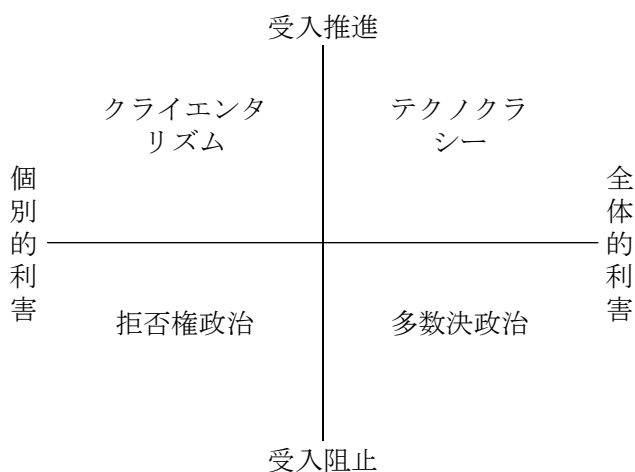 受入推進
クライエンタ
リズム
テクノクラ
シー
個別的利害
全体的利害
拒否権政治
多数決政治
受入阻止